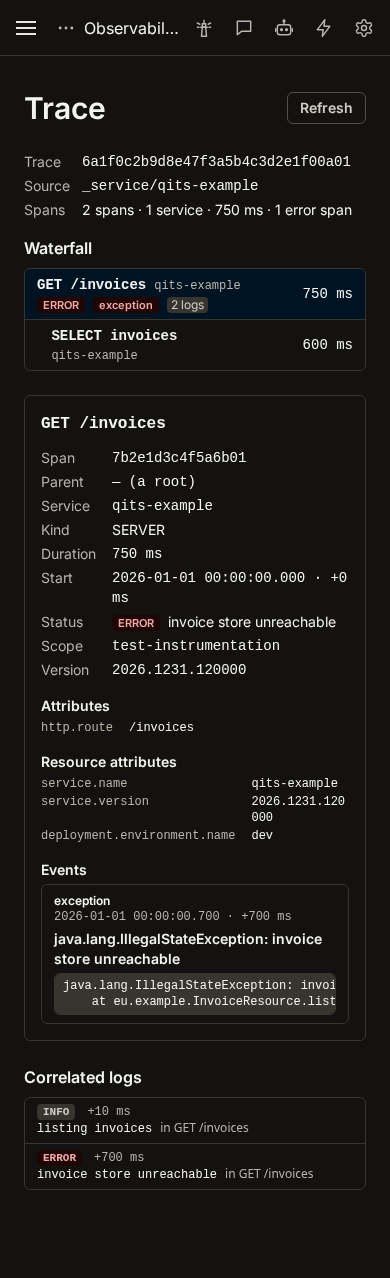 ··· Observabil...
Trace
Refresh
Trace 6a1f0c2b9d8e47f3a5b4c3d2e1f00a01
Source _service/qits-example
Spans 2 spans · 1 service · 750 ms · 1 error span
Waterfall
GET /invoices qits-example 750 ms
ERROR exception 2 logs
SELECT invoices 600 ms
qits-example
GET /invoices
Span 7b2e1d3c4f5a6b01
Parent — (a root)
Service qits-example
Kind SERVER
Duration 750 ms
Start 2026-01-01 00:00:00.000 · +0
ms
Status ERROR invoice store unreachable
Scope test-instrumentation
Version 2026.1231.120000
Attributes
http.route /invoices
Resource attributes
service.name qits-example
service.version 2026.1231.120
000
deployment.environment.name dev
Events
exception
2026-01-01 00:00:00.700 · +700 ms
java.lang.IllegalStateException: invoice
store unreachable
java.lang.IllegalStateException: invoi
at eu.example.InvoiceResource.list
Correlated logs
INFO +10 ms
listing invoices in GET /invoices
ERROR +700 ms
invoice store unreachable in GET /invoices